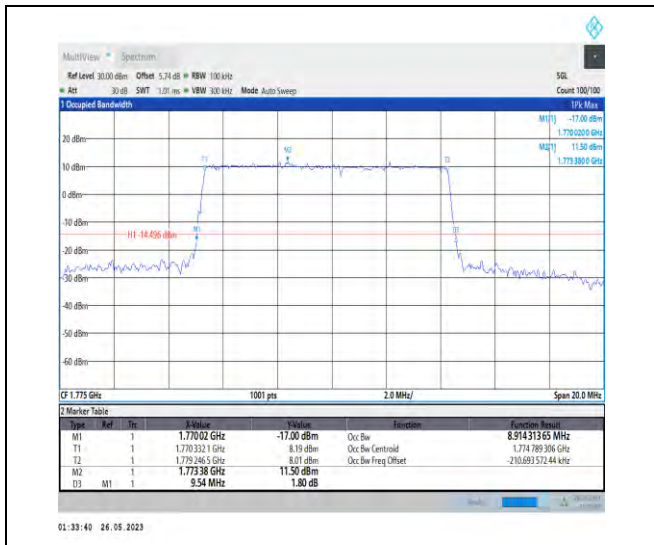 MultiView Spectrum
Ref Level 30.00 dBm Offset 5.74 dB RBW 100 kHz SGL
Att 30 dB SWT 1.01 ms VBW 300 kHz Mode Auto Sweep Count 100/100
1 Occupied Bandwidth 1Pk Max
M1[1] -17.00 dBm
1.770 020 0 GHz
M2[1] 11.50 dBm
1.773 380 0 GHz
20 dBm
M2
T1
T2
10 dBm
0 dBm
-10 dBm
H1 -14.496 dBm
M1
D3
-20 dBm
-30 dBm
-40 dBm
-50 dBm
-60 dBm
CF 1.775 GHz 1001 pts 2.0 MHz/ Span 20.0 MHz
2 Marker Table
Type Ref Trc X-Value Y-Value Function Function Result
M1 1 1.77002 GHz -17.00 dBm Occ Bw 8.914 313 65 MHz
T1 1 1.770 332 1 GHz 8.19 dBm Occ Bw Centroid 1.774 789 306 GHz
T2 1 1.779 246 5 GHz 8.01 dBm Occ Bw Freq Offset -210.693 572 44 kHz
M2 1 1.77338 GHz 11.50 dBm
D3 M1 1 9.54 MHz 1.80 dB
01:33:40 26.05.2023